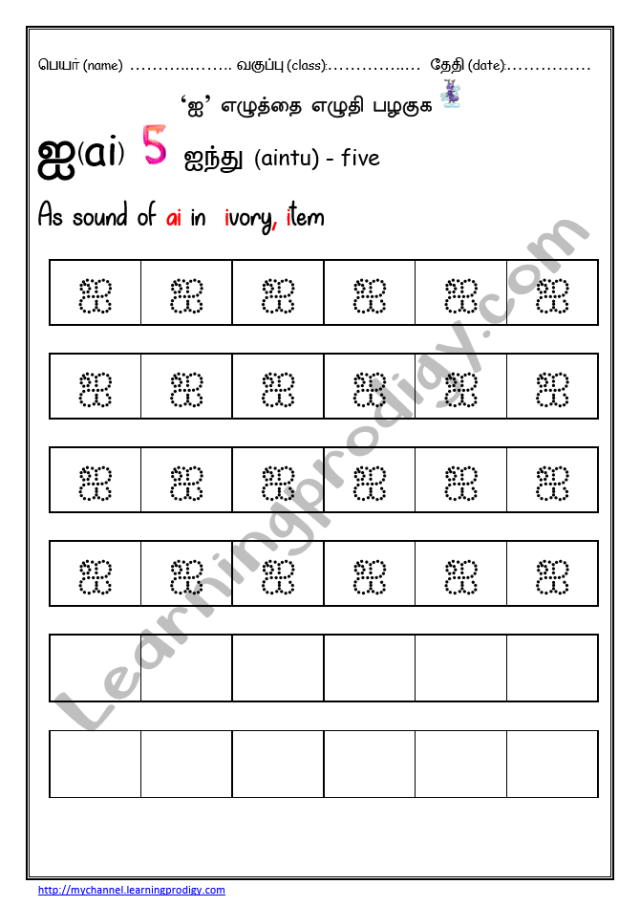 பெயர் (name) ………..…….. வகுப்பு (class):…………..… தேதி (date):……………
‘ஐ’ எழுத்தை எழுதி பழகுக
ஐ(ai) 5 ஐந்து (aintu) - five
As sound of ai in ivory, item
ஐ ஐ ஐ ஐ ஐ ஐ
ஐ ஐ ஐ ஐ ஐ ஐ
ஐ ஐ ஐ ஐ ஐ ஐ
ஐ ஐ ஐ ஐ ஐ ஐ
Learningprodigy.com
http://mychannel.learningprodigy.com